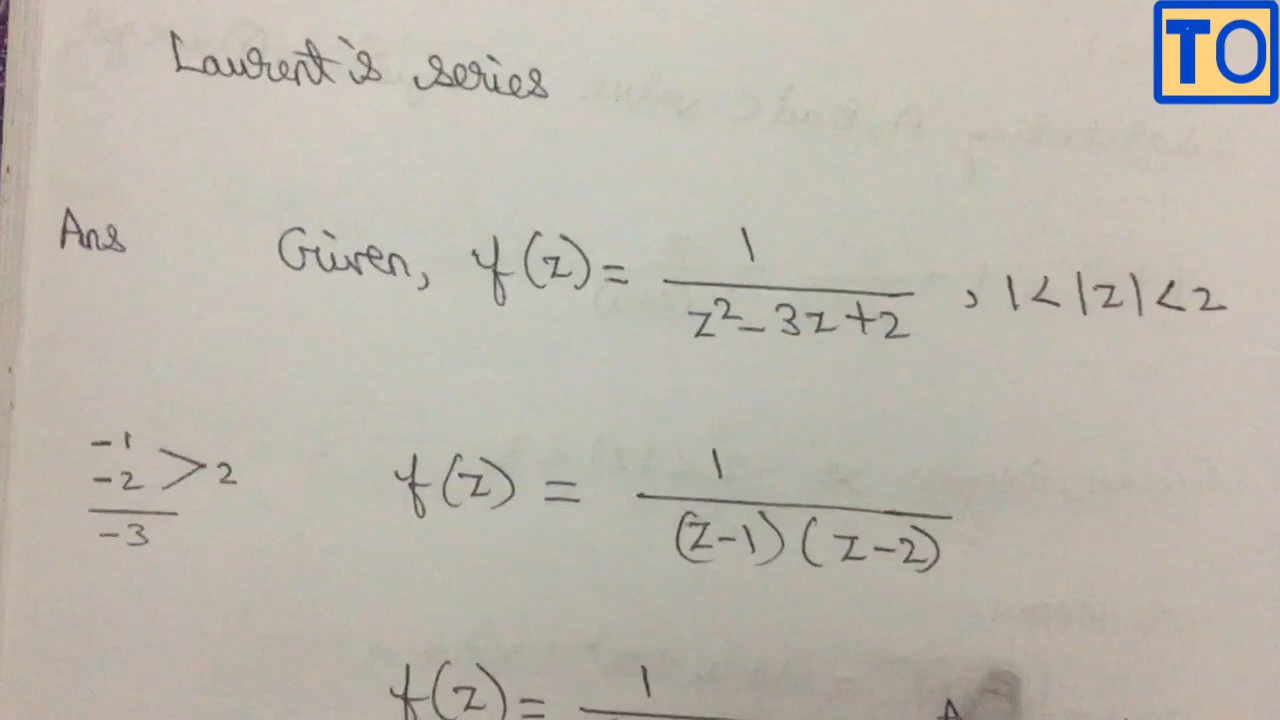 TO
Laurent's series
Ans Given, f(z) = 1/(z²-3z+2) , 1<|z|<2
-1
-2 > 2
-3
f(z) = 1/((z-1)(z-2))
f(z) = 1
A